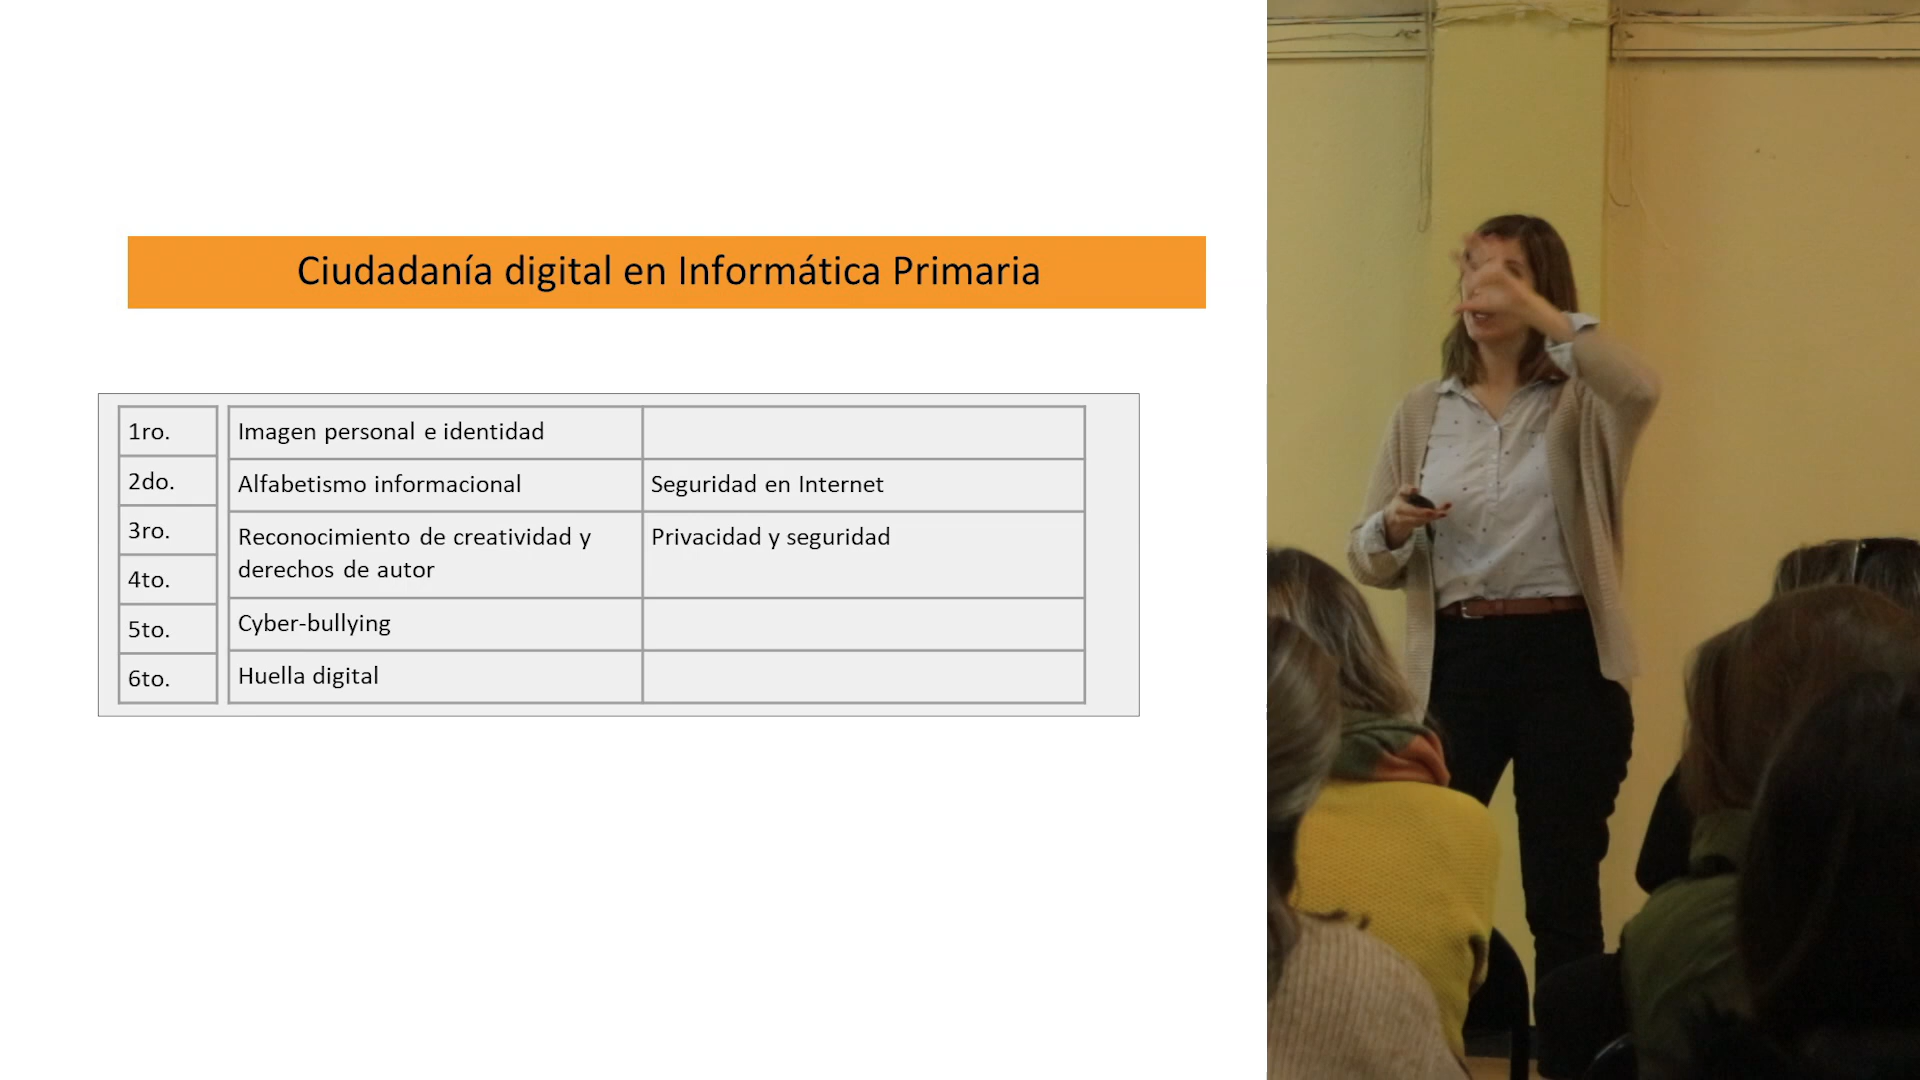 Ciudadanía digital en Informática Primaria
1ro.
Imagen personal e identidad
2do.
Alfabetismo informacional
Seguridad en Internet
3ro.
Reconocimiento de creatividad y
derechos de autor
Privacidad y seguridad
4to.
5to.
Cyber-bullying
6to.
Huella digital